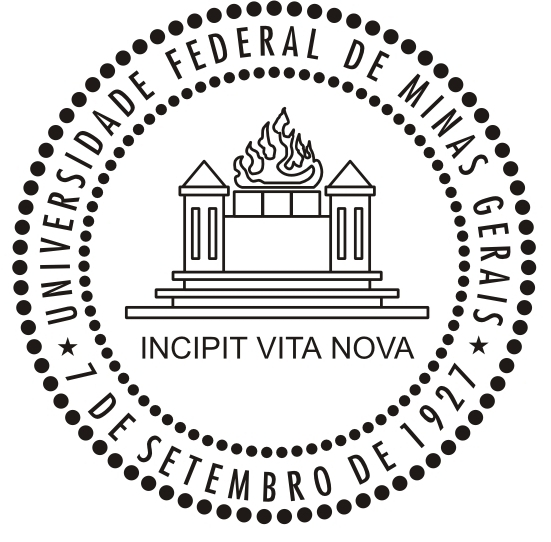 UNIVERSIDADE FEDERAL DE MINAS GERAIS
INCIPIT VITA NOVA
★ 7 DE SETEMBRO DE 1927 ★